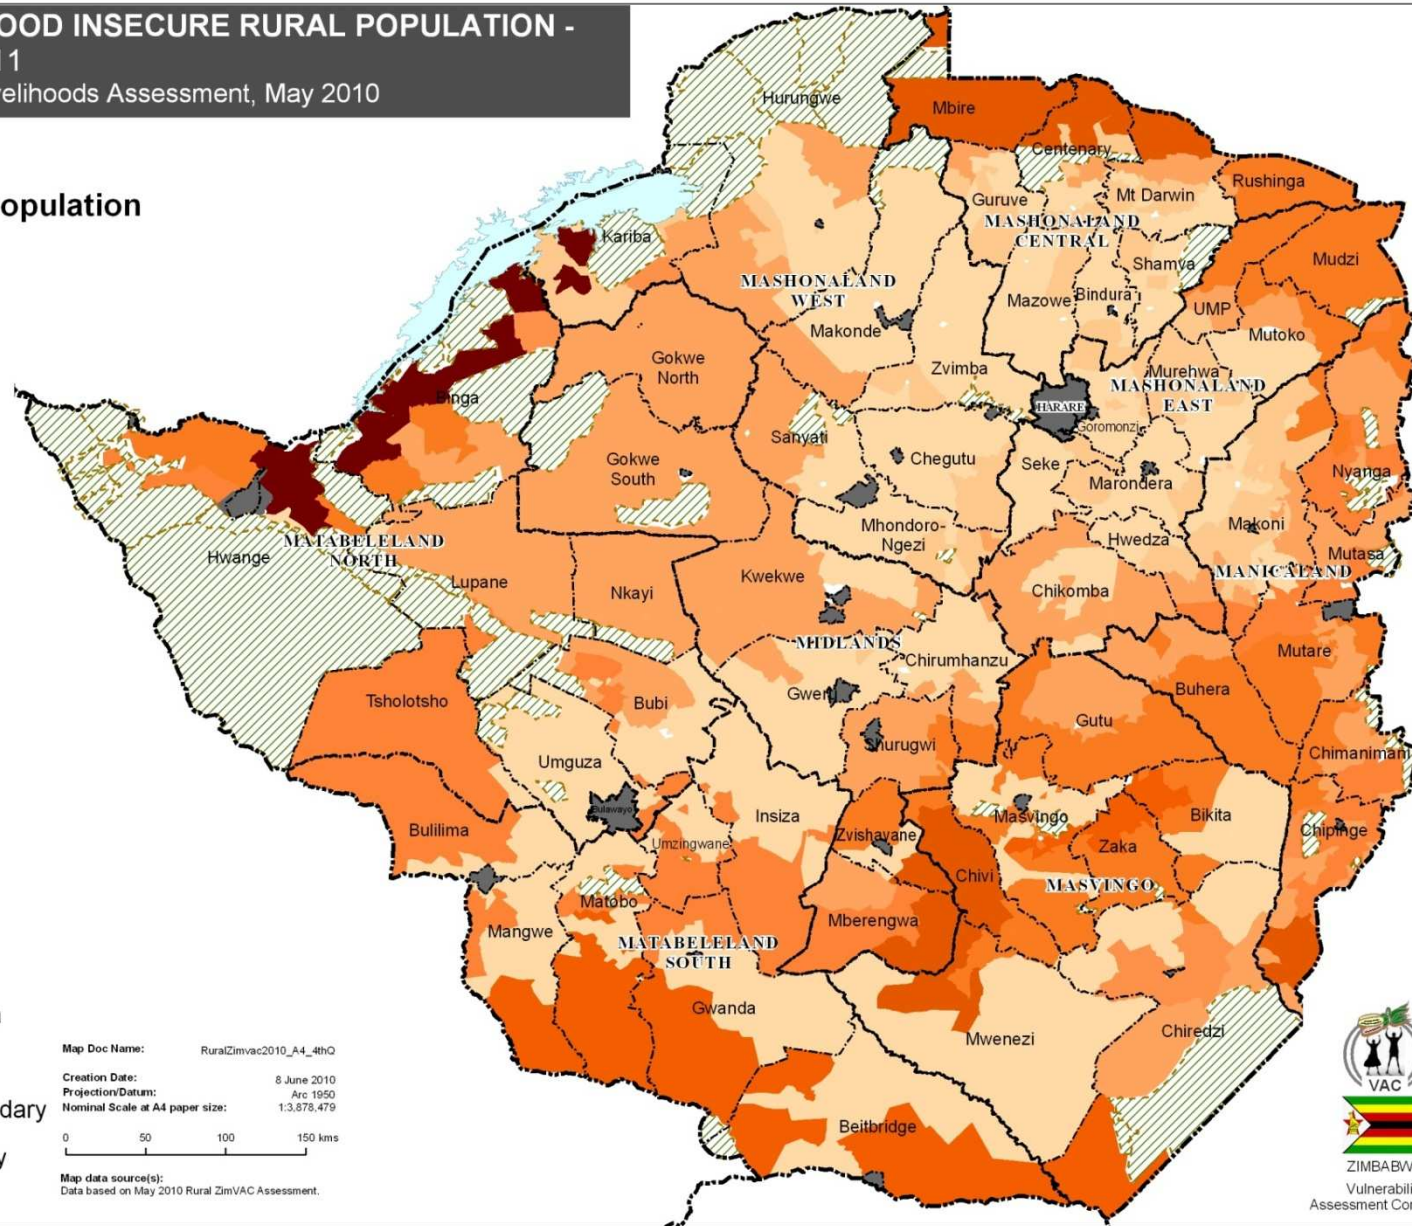 OOD INSECURE RURAL POPULATION -
11
elihoods Assessment, May 2010
opulation
Hurungwe
Mbire
Centenary
Rushinga
Mt Darwin
Guruve
MASHONALAND
CENTRAL
Kariba
Shamva
Mudzi
MASHONALAND
WEST
Mazowe
Bindura
UMP
Makonde
Mutoko
Gokwe
North
Zvimba
Murewa
MASHONALAND
EAST
Binga
HARARE
Goromonzi
Sanyati
Gokwe
South
Chegutu
Seke
Marondera
Nyanga
Mhondoro-
Ngezi
Makoni
Hwedza
MATABELELAND
NORTH
Hwange
Mutasa
MANICALAND
Lupane
Nkayi
Kwekwe
Chikomba
MIDLANDS
Chirumhanzu
Mutare
Tsholotsho
Bubi
Gweru
Buhera
Gutu
Shurugwi
Chimanimani
Umguza
Bulawayo
Insiza
Masvingo
Bikita
Bulilima
Umzingwane
Zvishavane
Zaka
Chipinge
Chivi
MASVINGO
Matobo
Mberengwa
Mangwe
MATABELELAND
SOUTH
Gwanda
Mwenezi
Chiredzi
Beitbridge
Map Doc Name: RuralZimvac2010_A4_4thQ
Creation Date: 8 June 2010
Projection/Datum: Arc 1950
Nominal Scale at A4 paper size: 1:3,878,479
dary
y
0 50 100 150 kms
Map data source(s):
Data based on May 2010 Rural ZimVAC Assessment.
VAC
ZIMBABW
Vulnerabili
Assessment Con